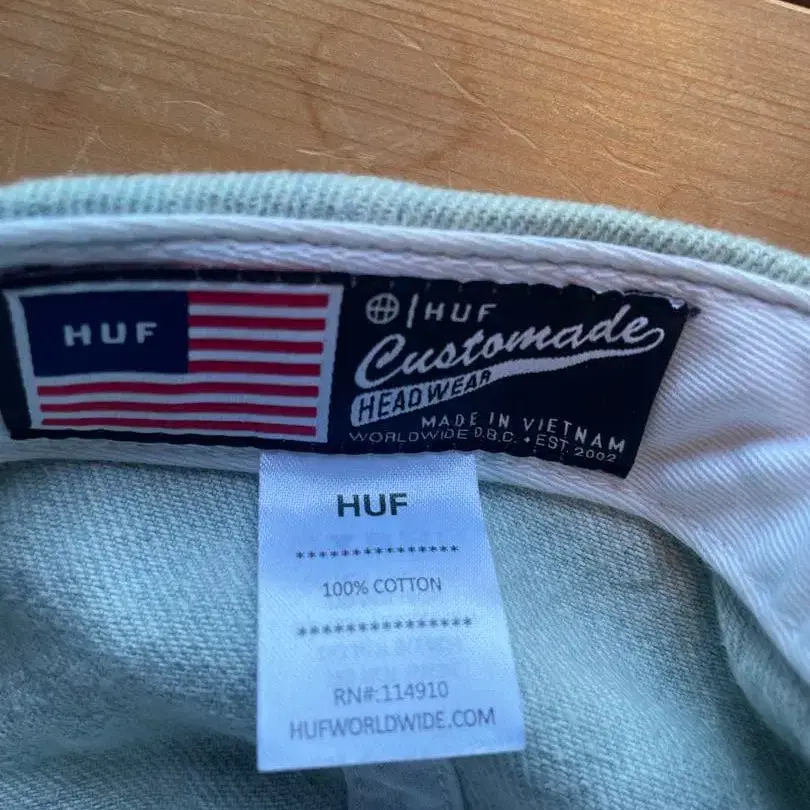 HUF
HUF
Customade
HEADWEAR
MADE IN VIETNAM
WORLDWIDE D.B.C. • EST. 2002
HUF
****************
100% COTTON
*****************
RN#:114910
HUFWORLDWIDE.COM